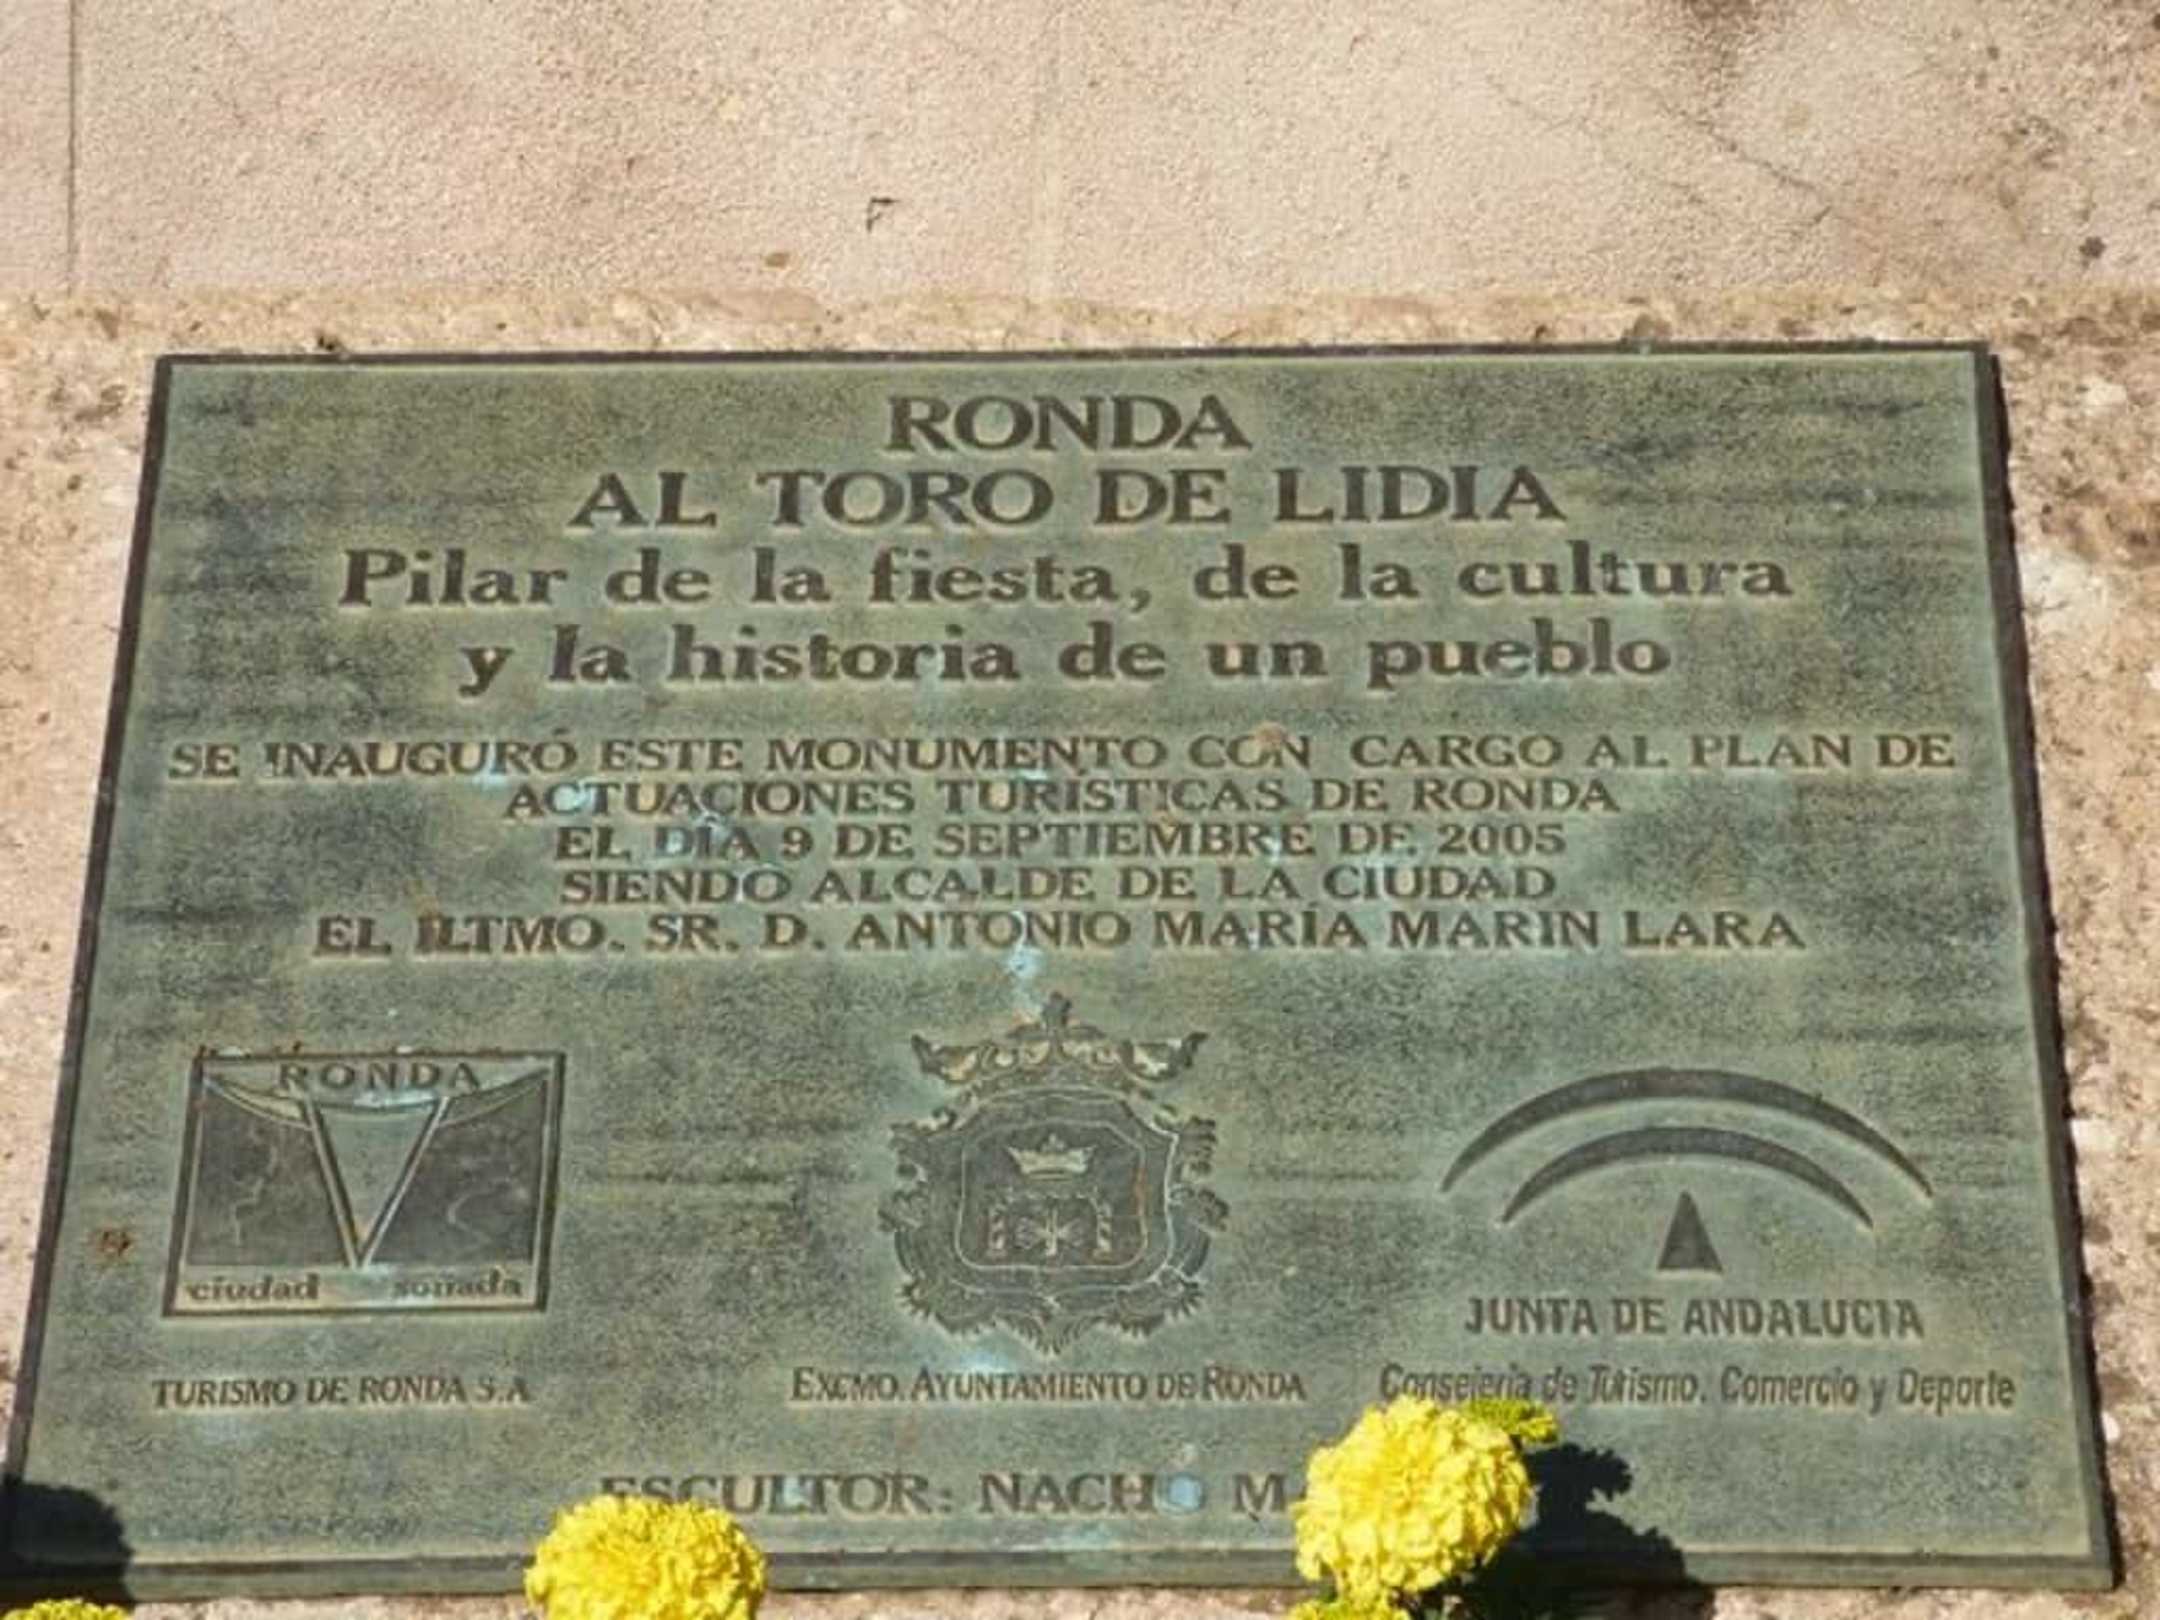 RONDA
AL TORO DE LIDIA
Pilar de la fiesta, de la cultura
y la historia de un pueblo
SE INAUGURÓ ESTE MONUMENTO CON CARGO AL PLAN DE
ACTUACIONES TURÍSTICAS DE RONDA
EL DÍA 9 DE SEPTIEMBRE DE 2005
SIENDO ALCALDE DE LA CIUDAD
EL ILTMO. SR. D. ANTONIO MARÍA MARIN LARA
RONDA
ciudad soñada
TURISMO DE RONDA S.A
EXCMO. AYUNTAMIENTO DE RONDA
JUNTA DE ANDALUCIA
Consejería de Turismo, Comercio y Deporte
ESCULTOR: NACHO